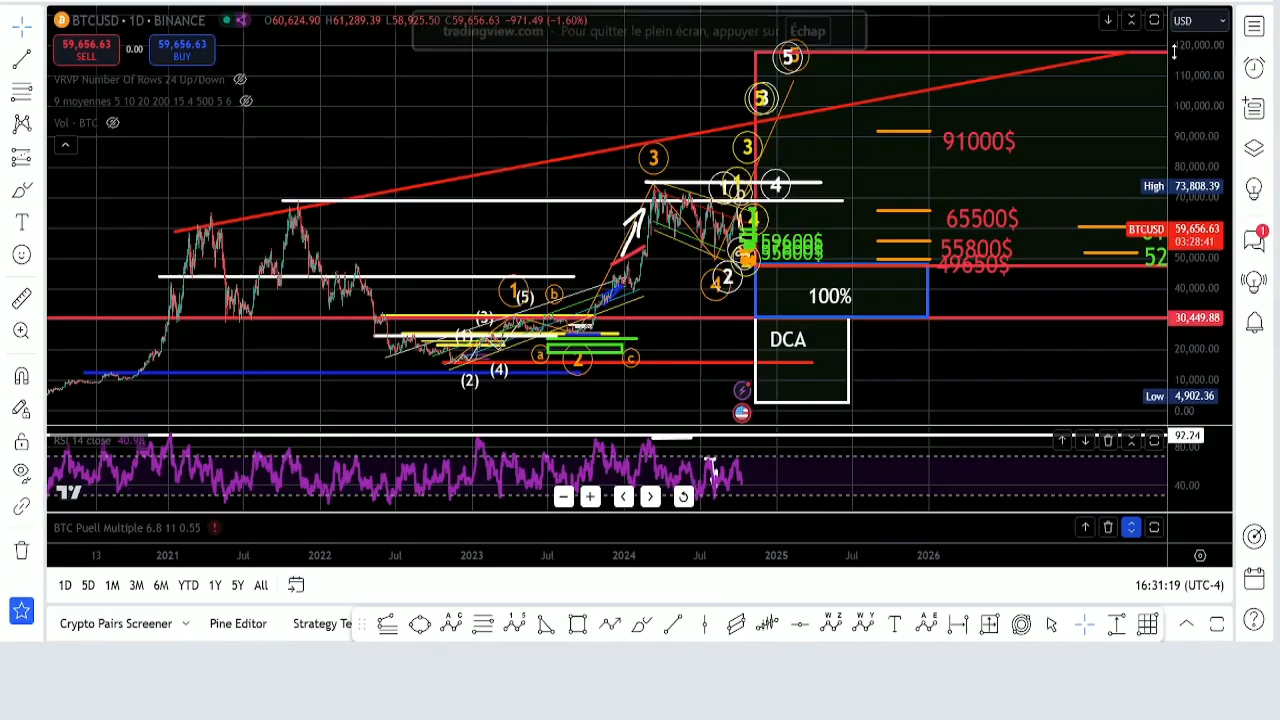 BTCUSD · 1D · BINANCE
O60,624.90 H61,289.39 L58,925.50 C59,656.63 −971.49 (−1.60%)
tradingview.com · Pour quitter le plein écran, appuyer sur Échap
USD
59,656.63
SELL
0.00
59,656.63
BUY
VRVP Number Of Rows 24 Up/Down
9 moyennes 5 10 20 200 15 4 500 5 6
Vol · BTC
120,000.00
110,000.00
100,000.00
90,000.00
80,000.00
High 73,808.39
70,000.00
BTCUSD 59,656.63
03:28:41
50,000.00
40,000.00
30,449.88
20,000.00
10,000.00
Low 4,902.36
0.00
5
3
3
3
1
4
91000$
65500$
55800$
49650$
59600$
55800$
52
4
2
1
(5)
b
(3)
(1)
(4)
(2)
a
2
c
100%
DCA
RSI 14 close 40.98
92.24
80.00
40.00
BTC Puell Multiple 6.8 11 0.55
13
2021
Jul
2022
Jul
2023
Jul
2024
Jul
2025
Jul
2026
1D 5D 1M 3M 6M YTD 1Y 5Y All
16:31:19 (UTC-4)
Crypto Pairs Screener Pine Editor Strategy Te